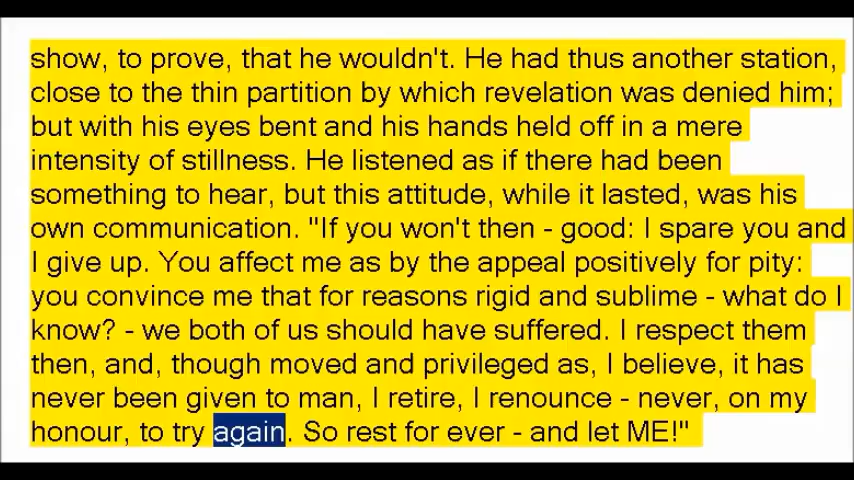 show, to prove, that he wouldn't. He had thus another station,
close to the thin partition by which revelation was denied him;
but with his eyes bent and his hands held off in a mere
intensity of stillness. He listened as if there had been
something to hear, but this attitude, while it lasted, was his
own communication. "If you won't then - good: I spare you and
I give up. You affect me as by the appeal positively for pity:
you convince me that for reasons rigid and sublime - what do I
know? - we both of us should have suffered. I respect them
then, and, though moved and privileged as, I believe, it has
never been given to man, I retire, I renounce - never, on my
honour, to try again. So rest for ever - and let ME!"